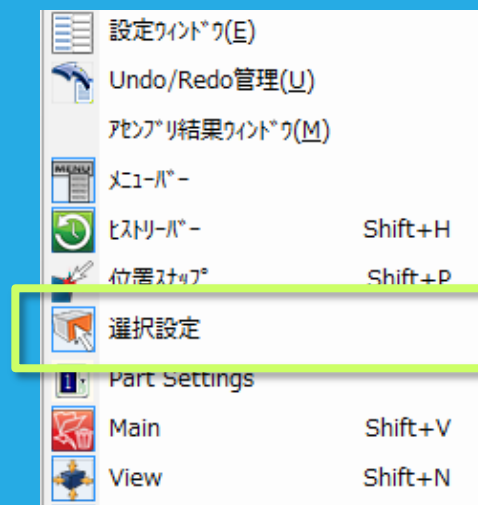 設定ｳｨﾝﾄﾞｳ(E)
Undo/Redo管理(U)
ｱｾﾝﾌﾞﾘ結果ｳｨﾝﾄﾞｳ(M)
MENU
ﾒﾆｭｰﾊﾞｰ
ﾋｽﾄﾘｰﾊﾞｰ Shift+H
位置ｽﾅｯﾌﾟ Shift+P
選択設定
Part Settings
Main Shift+V
View Shift+N